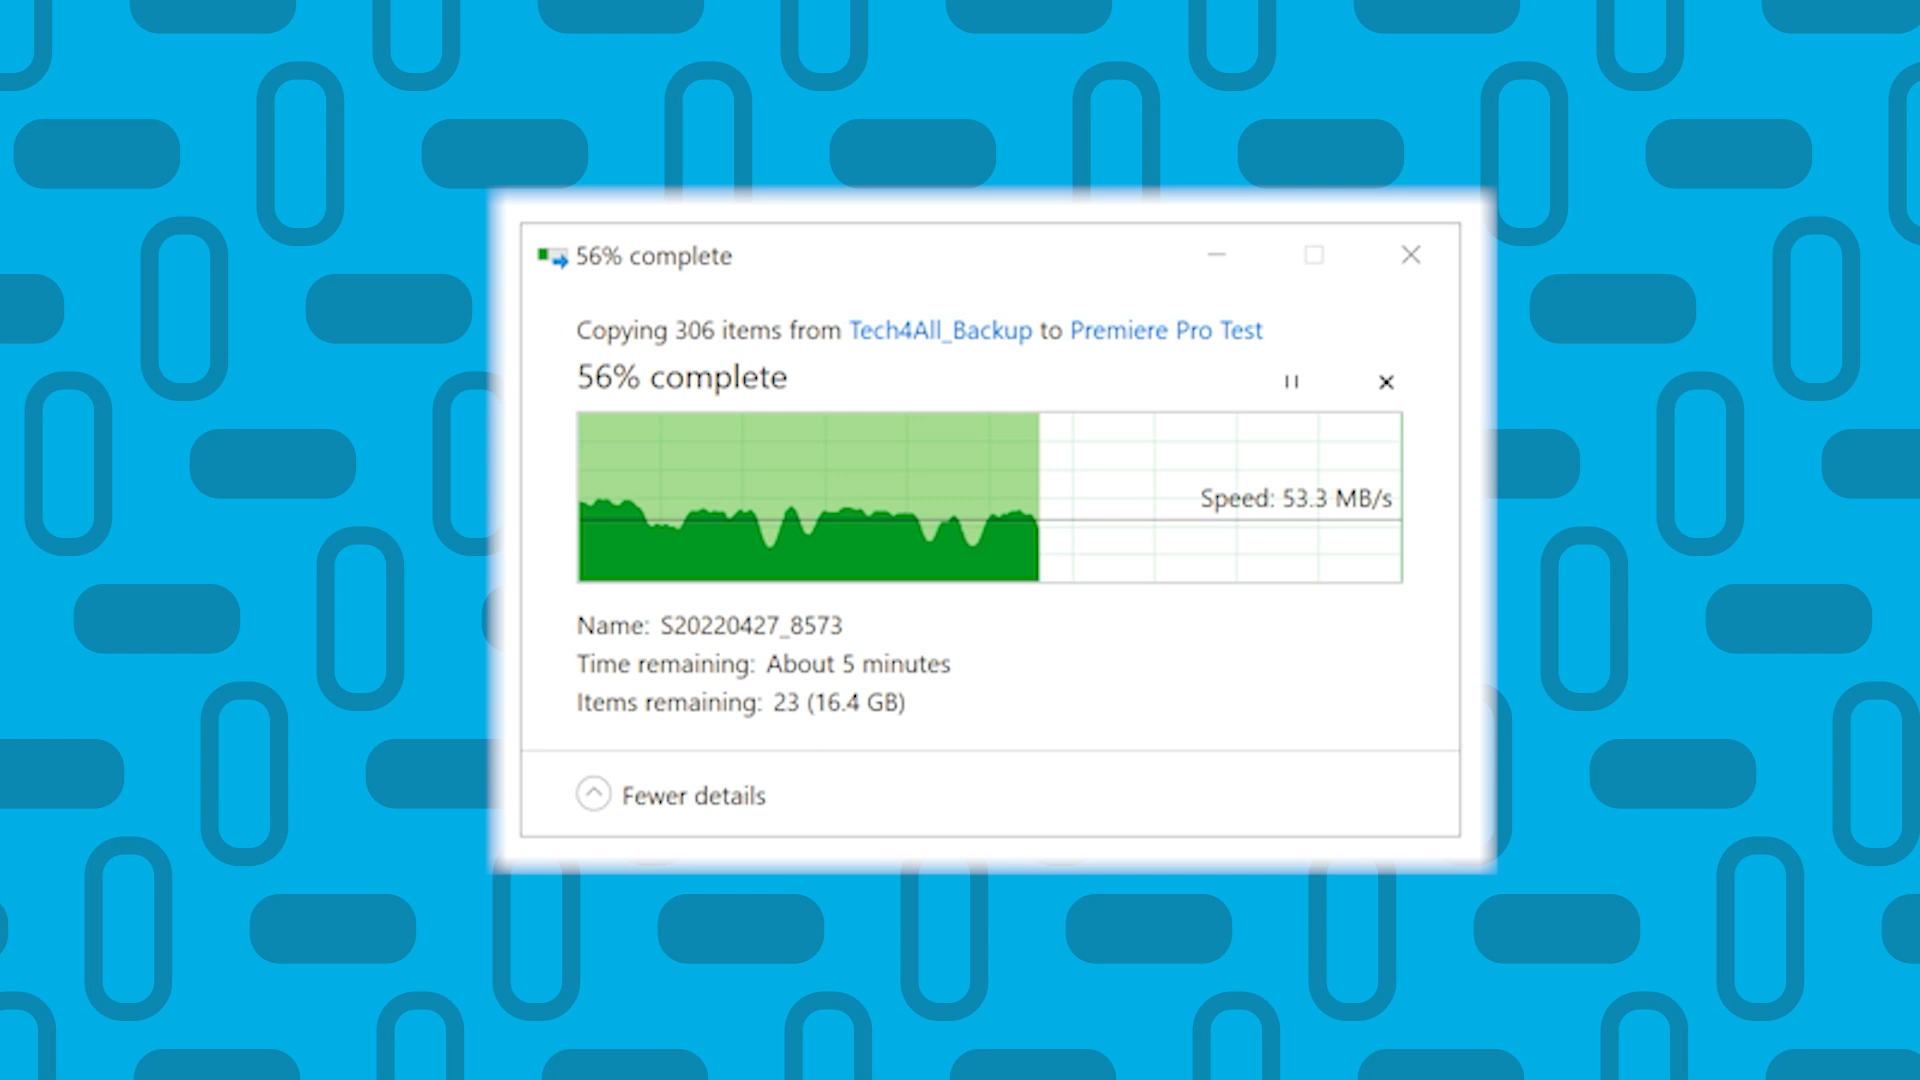 56% complete
Copying 306 items from Tech4All_Backup to Premiere Pro Test
56% complete
Speed: 53.3 MB/s
Name: S20220427_8573
Time remaining: About 5 minutes
Items remaining: 23 (16.4 GB)
Fewer details